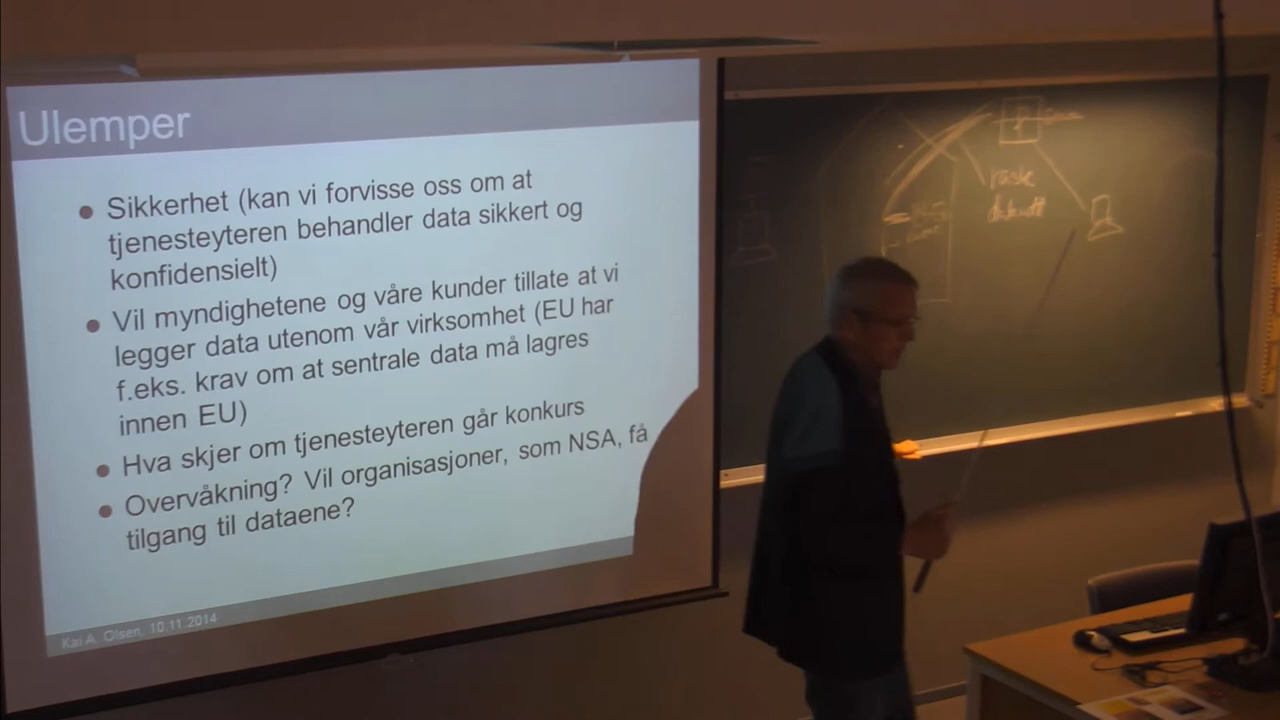 Ulemper
Sikkerhet (kan vi forvisse oss om at
tjenesteyteren behandler data sikkert og
konfidensielt)
Vil myndighetene og våre kunder tillate at vi
legger data utenom vår virksomhet (EU har
f.eks. krav om at sentrale data må lagres
innen EU)
Hva skjer om tjenesteyteren går konkurs
Overvåkning? Vil organisasjoner, som NSA, få
tilgang til dataene?
Kai A. Olsen, 10.11.2014